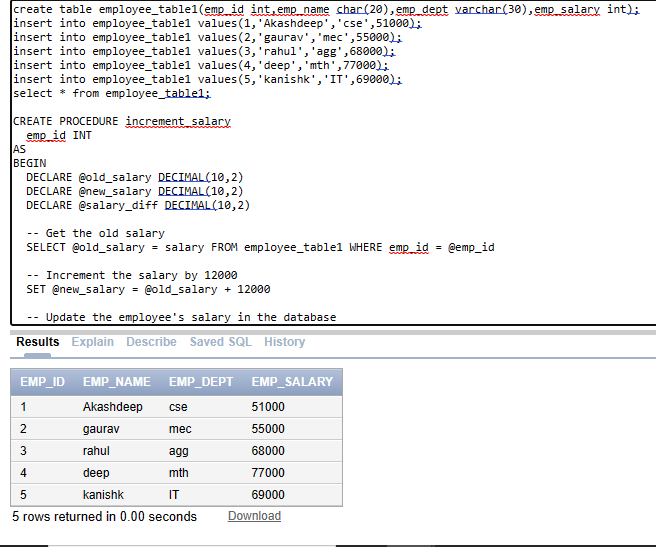 create table employee_table1(emp_id int,emp_name char(20),emp_dept varchar(30),emp_salary int);
insert into employee_table1 values(1,'Akashdeep','cse',51000);
insert into employee_table1 values(2,'gaurav','mec',55000);
insert into employee_table1 values(3,'rahul','agg',68000);
insert into employee_table1 values(4,'deep','mth',77000);
insert into employee_table1 values(5,'kanishk','IT',69000);
select * from employee_table1;

CREATE PROCEDURE increment_salary
  emp_id INT
AS
BEGIN
  DECLARE @old_salary DECIMAL(10,2)
  DECLARE @new_salary DECIMAL(10,2)
  DECLARE @salary_diff DECIMAL(10,2)

  -- Get the old salary
  SELECT @old_salary = salary FROM employee_table1 WHERE emp_id = @emp_id

  -- Increment the salary by 12000
  SET @new_salary = @old_salary + 12000

  -- Update the employee's salary in the database
Results Explain Describe Saved SQL History
EMP_ID EMP_NAME EMP_DEPT EMP_SALARY
1 Akashdeep cse 51000
2 gaurav mec 55000
3 rahul agg 68000
4 deep mth 77000
5 kanishk IT 69000
5 rows returned in 0.00 seconds Download